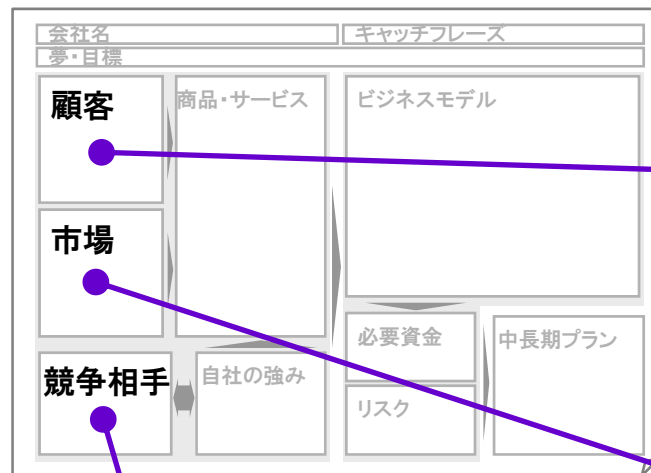 会社名
キャッチフレーズ
夢・目標
顧客
商品・サービス
ビジネスモデル
市場
必要資金
中長期プラン
競争相手
自社の強み
リスク